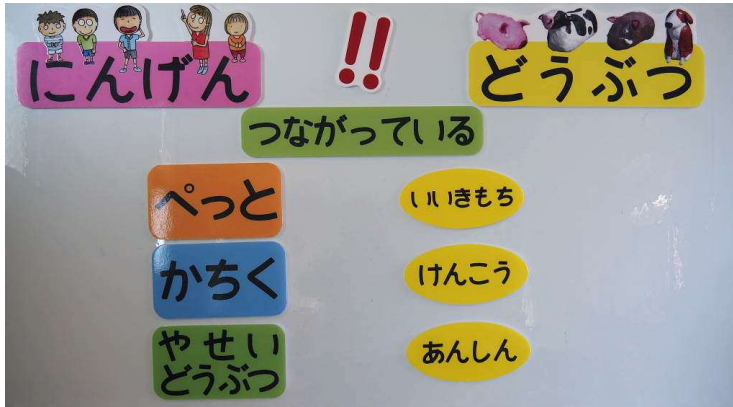 にんげん
!!
どうぶつ
つながっている
ぺっと
いいきもち
かちく
けんこう
やせい
どうぶつ
あんしん